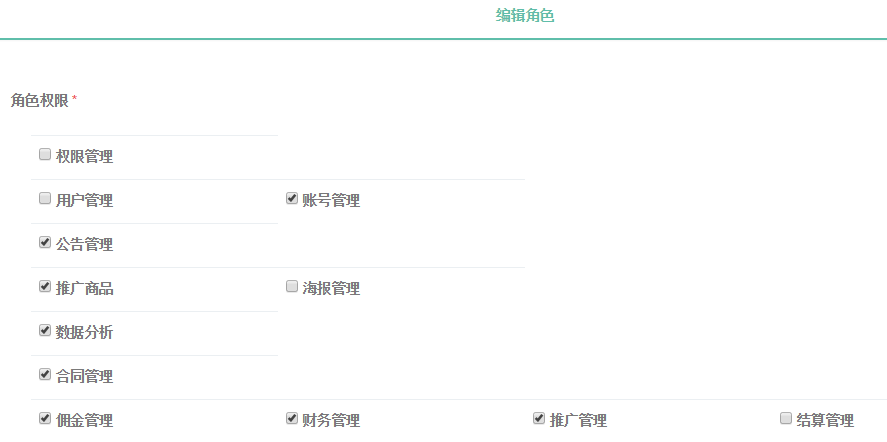 编辑角色
角色权限 *
权限管理
用户管理 账号管理
公告管理
推广商品 海报管理
数据分析
合同管理
佣金管理 财务管理 推广管理 结算管理